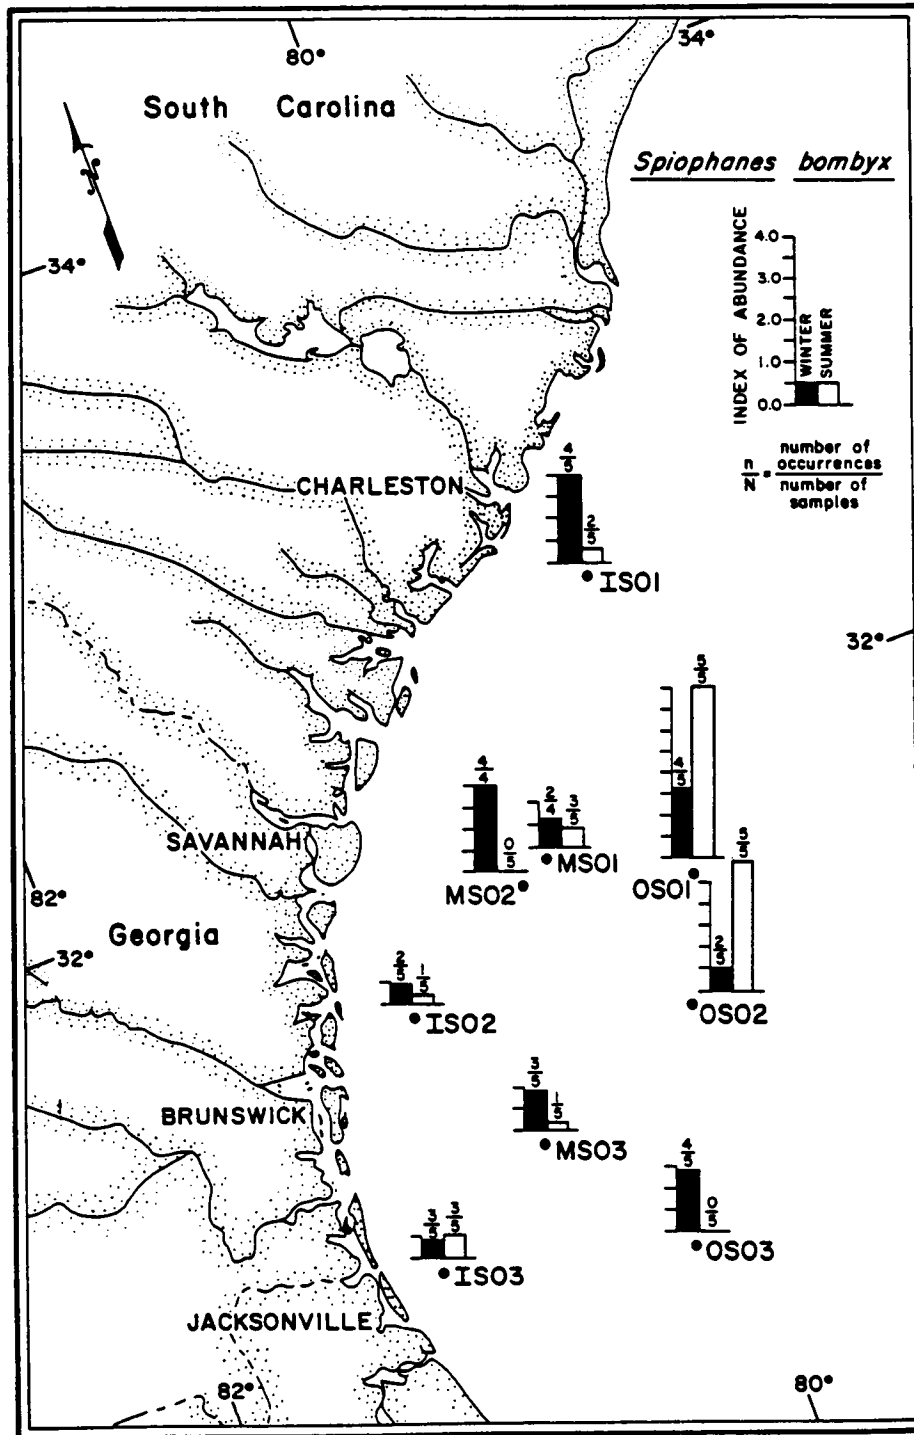 80°
34°
South Carolina
N
Spiophanes bombyx
34°
INDEX OF ABUNDANCE
4.0
3.0
2.0
1.0
0.0
WINTER
SUMMER
n/N = number of occurrences / number of samples
CHARLESTON
4/5
2/5
ISO1
32°
5/5
4/5
OSO1
4/4
0/5
MSO2
2/4
3/5
MSO1
SAVANNAH
82°
Georgia
32°
5/5
2/5
OSO2
2/5
1/5
ISO2
BRUNSWICK
3/5
1/5
MSO3
4/5
0/5
OSO3
3/5
3/5
ISO3
JACKSONVILLE
82°
80°